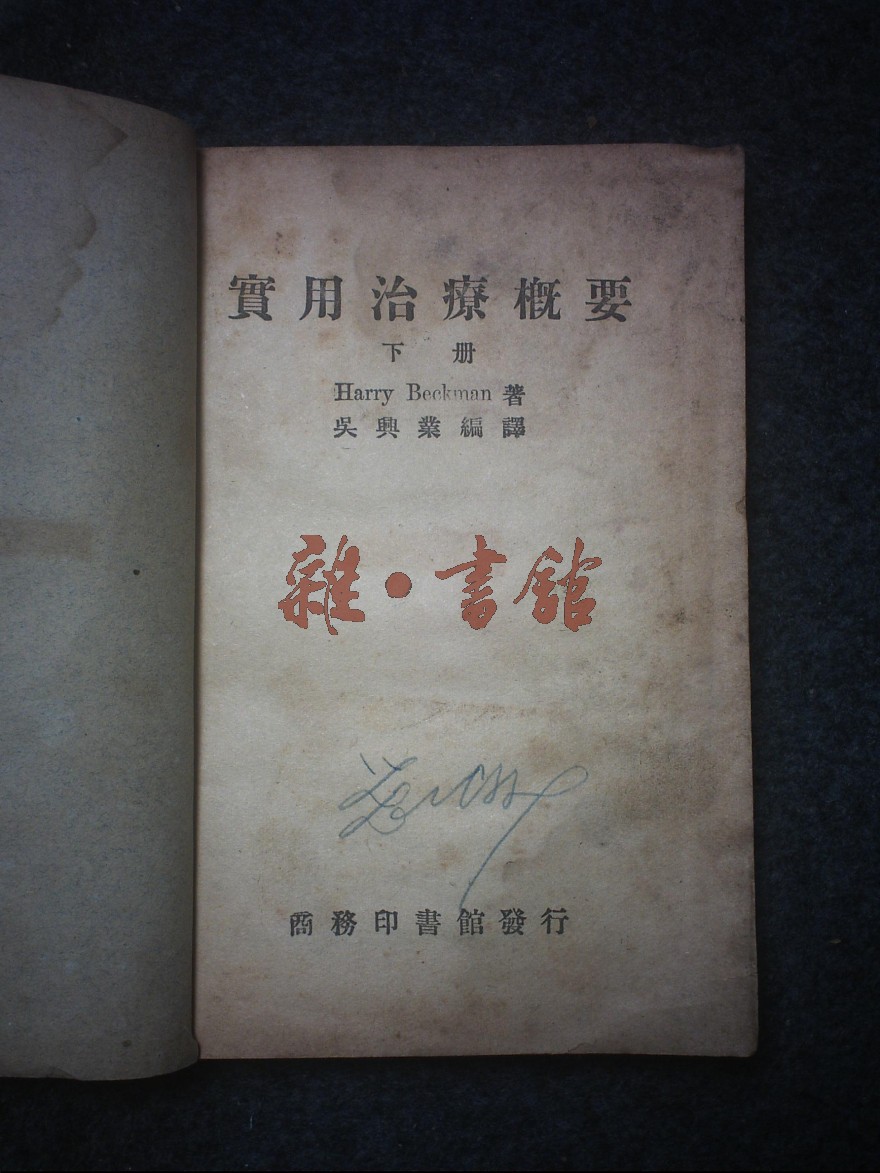 實用治療概要
下册
Harry Beckman 著
吳興業編譯
雜·書館
商務印書館發行